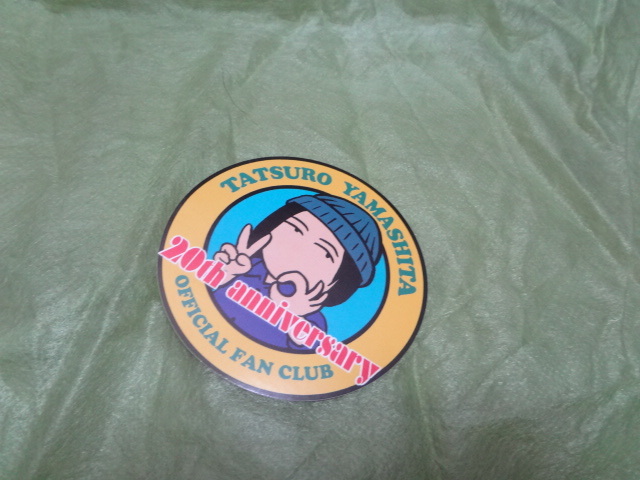 TATSURO YAMASHITA
20th anniversary
OFFICIAL FAN CLUB